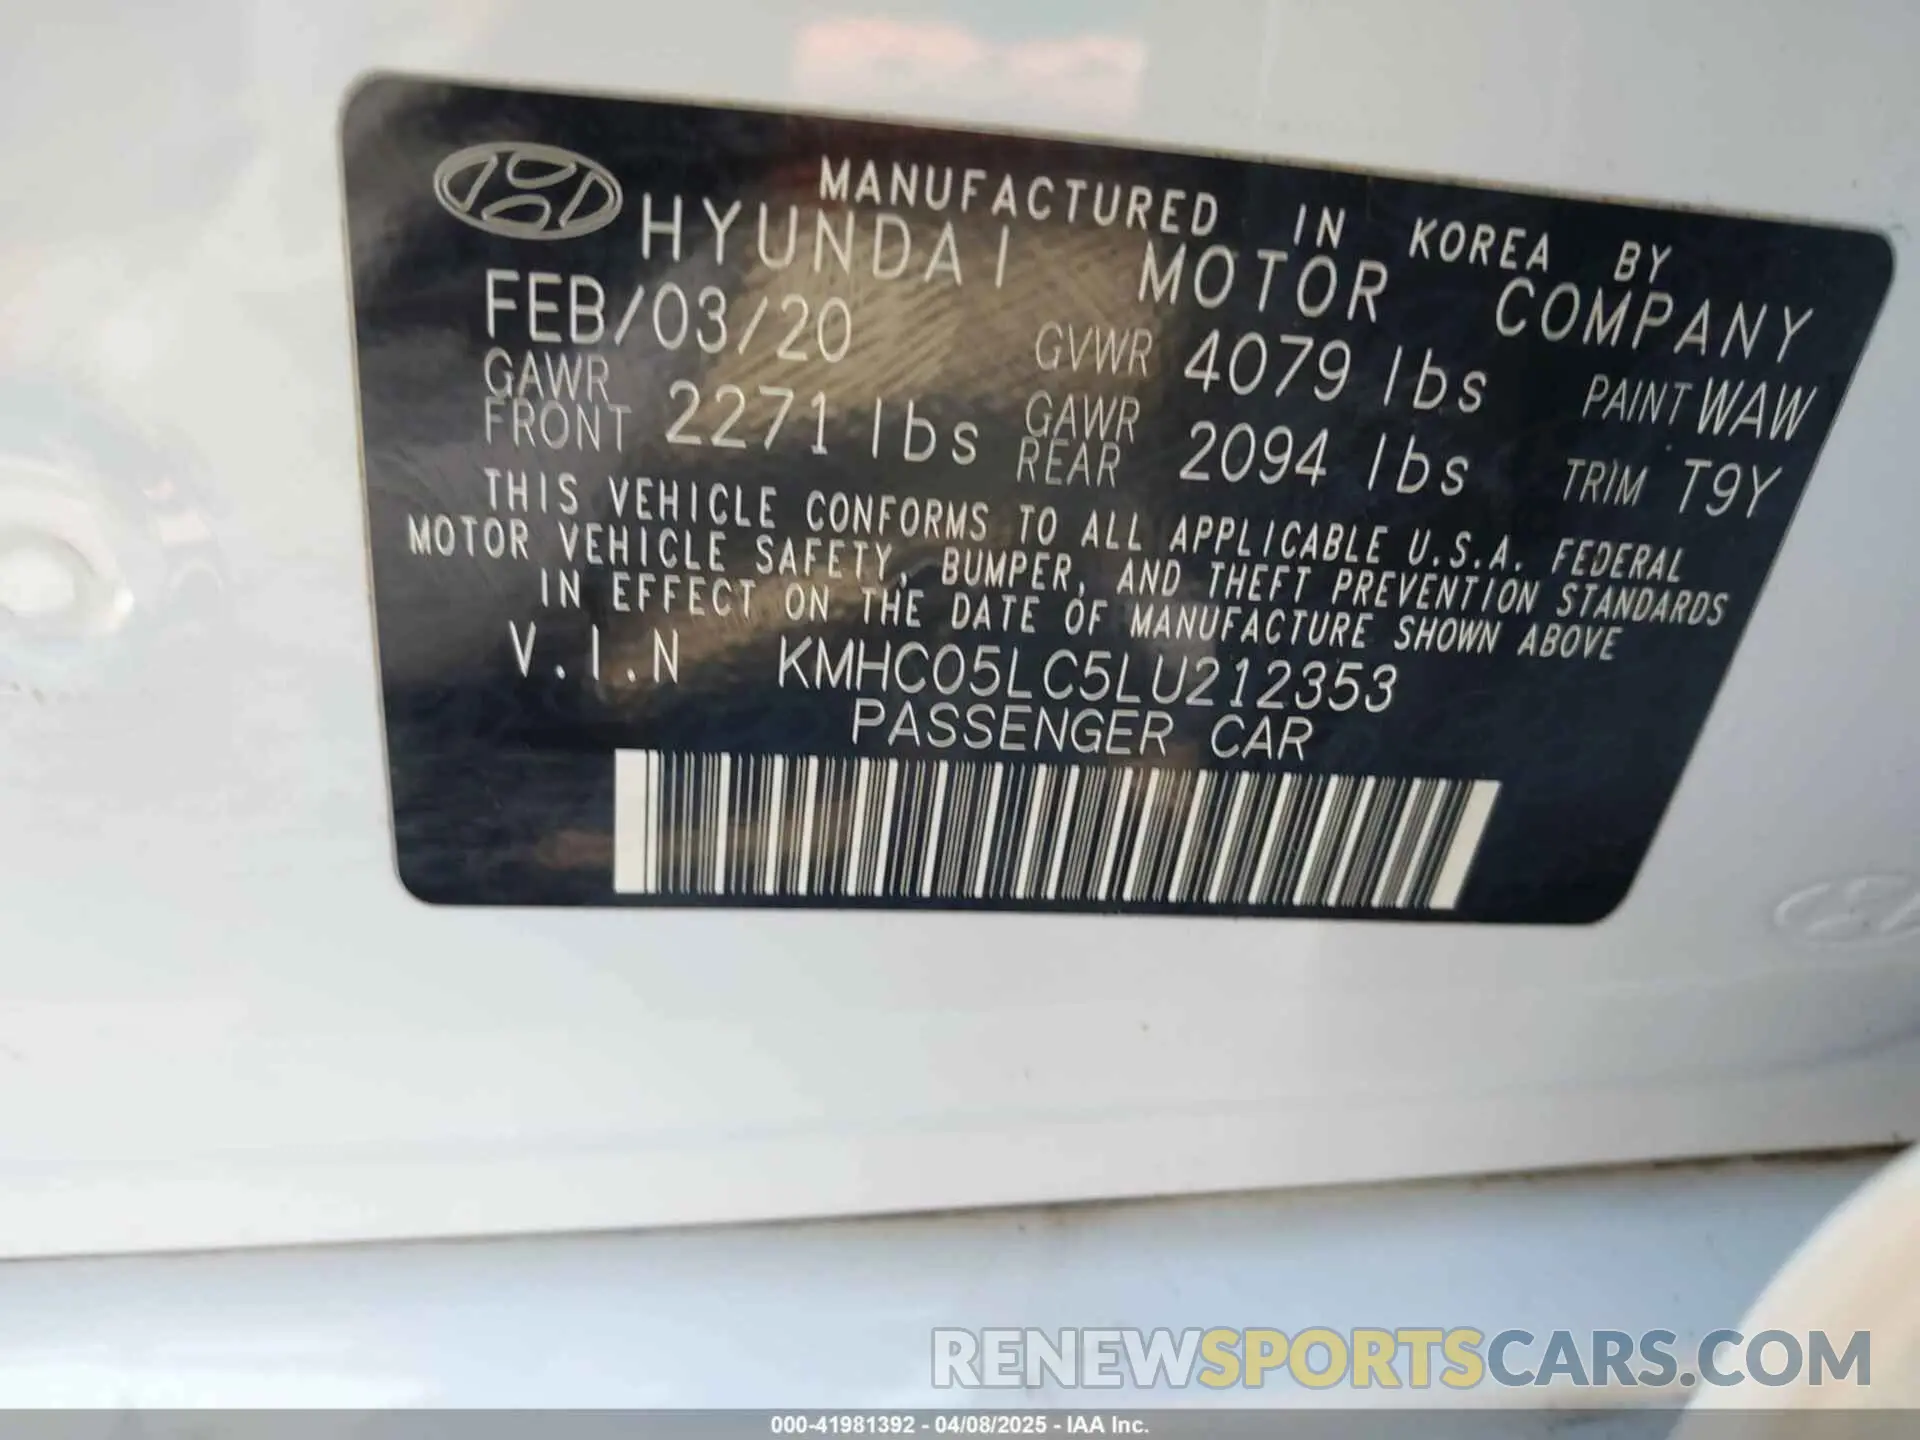 MANUFACTURED IN KOREA BY
HYUNDAI MOTOR COMPANY
FEB/03/20 GVWR 4079 lbs PAINT WAW
GAWR FRONT 2271 lbs GAWR REAR 2094 lbs TRIM T9Y
THIS VEHICLE CONFORMS TO ALL APPLICABLE U.S.A. FEDERAL
MOTOR VEHICLE SAFETY, BUMPER, AND THEFT PREVENTION STANDARDS
IN EFFECT ON THE DATE OF MANUFACTURE SHOWN ABOVE
V.I.N KMHC05LC5LU212353
PASSENGER CAR
RENEWSPORTSCARS.COM
000-41981392 - 04/08/2025 - IAA Inc.